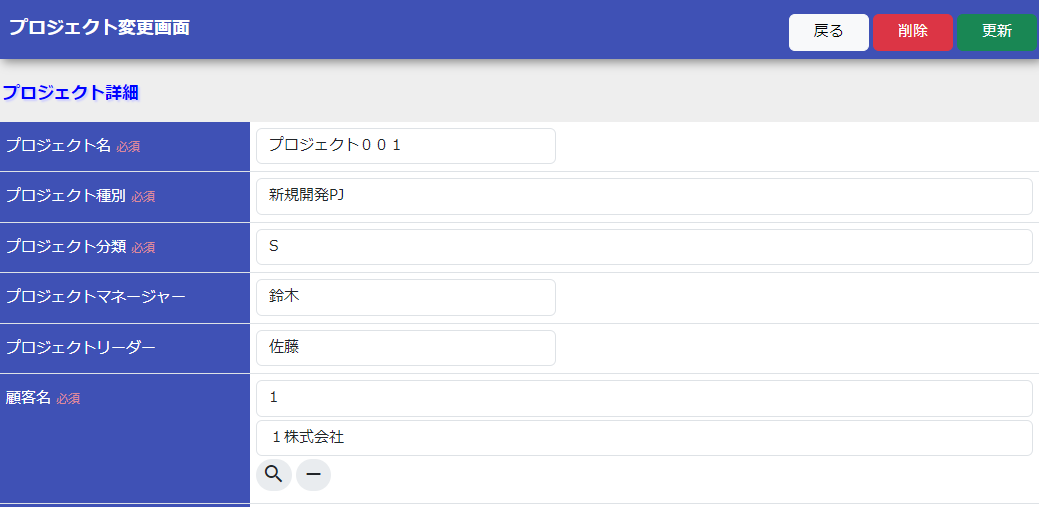 プロジェクト変更画面
戻る 削除 更新
プロジェクト詳細
プロジェクト名 必須 プロジェクト００１
プロジェクト種別 必須 新規開発PJ
プロジェクト分類 必須 S
プロジェクトマネージャー 鈴木
プロジェクトリーダー 佐藤
顧客名 必須 1
１株式会社